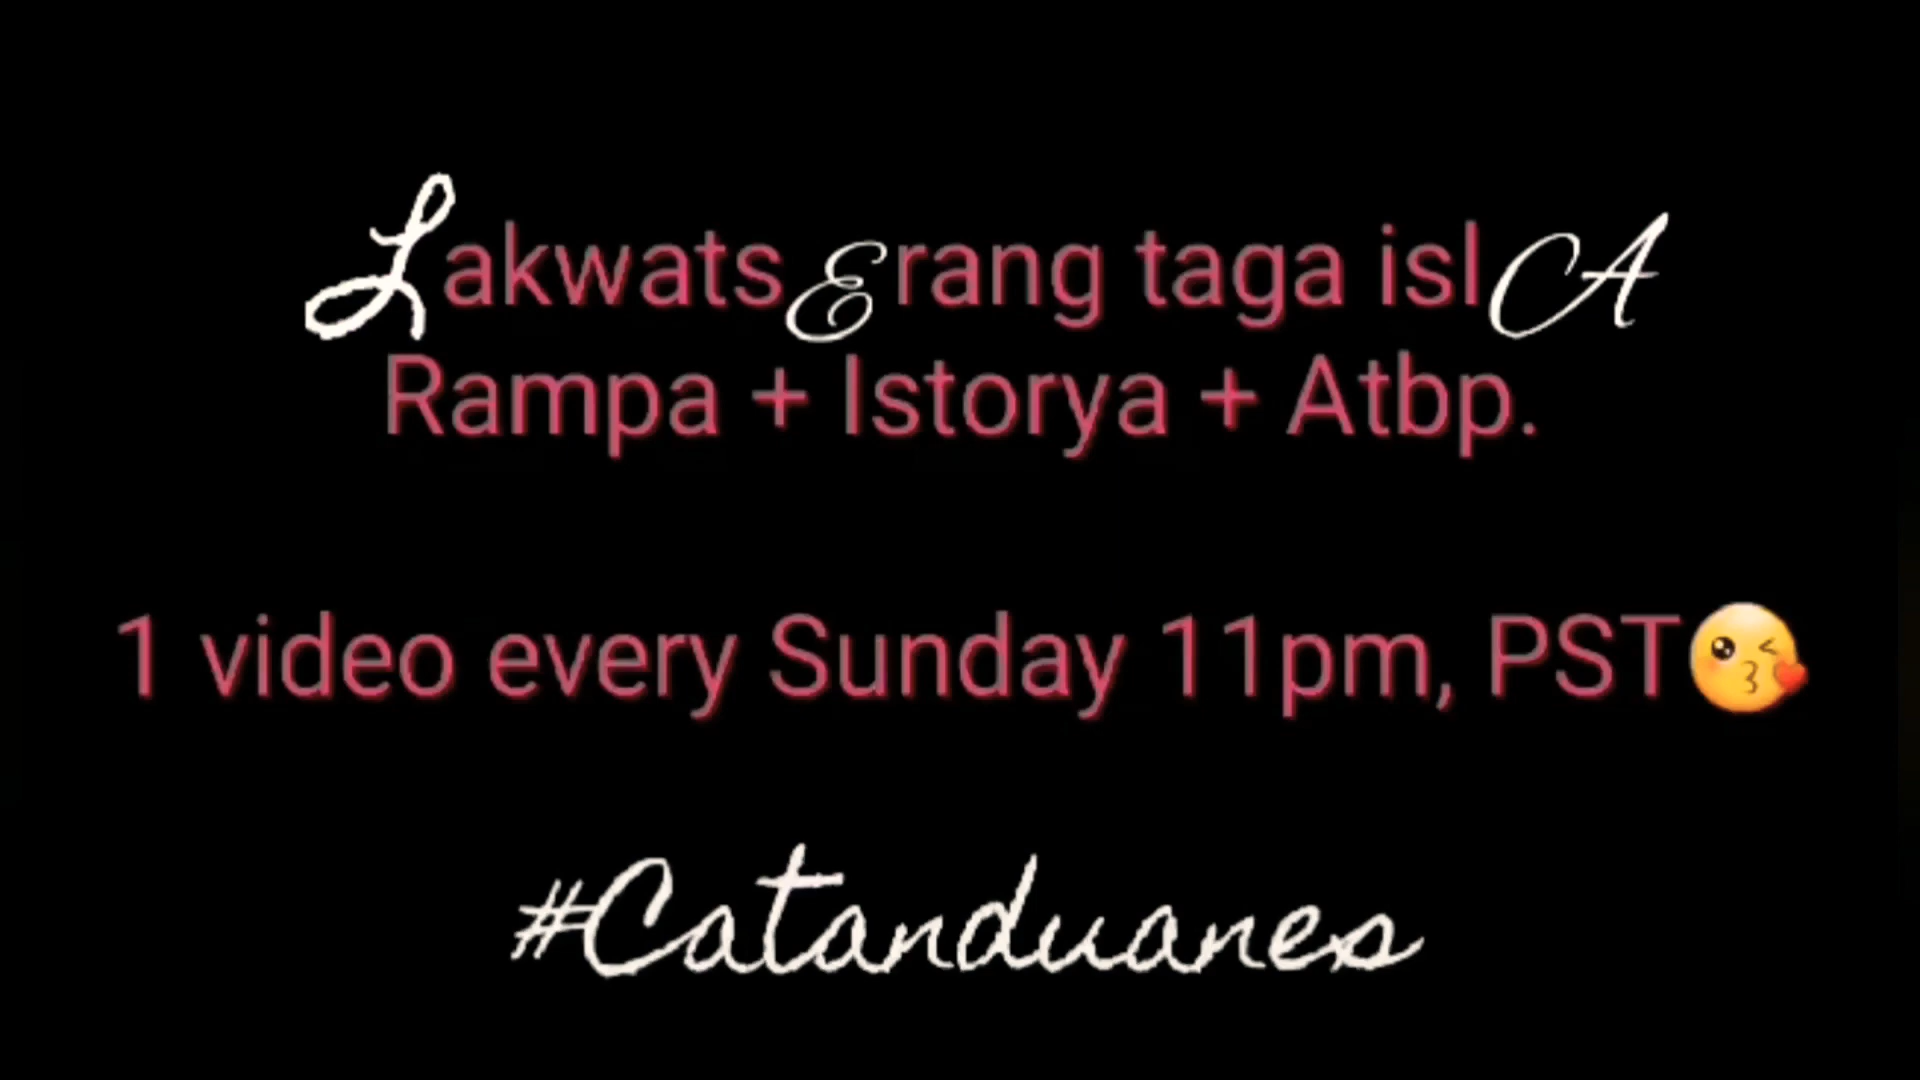 LakwatsErang taga islA
Rampa + Istorya + Atbp.
1 video every Sunday 11pm, PST😘
#Catanduanes